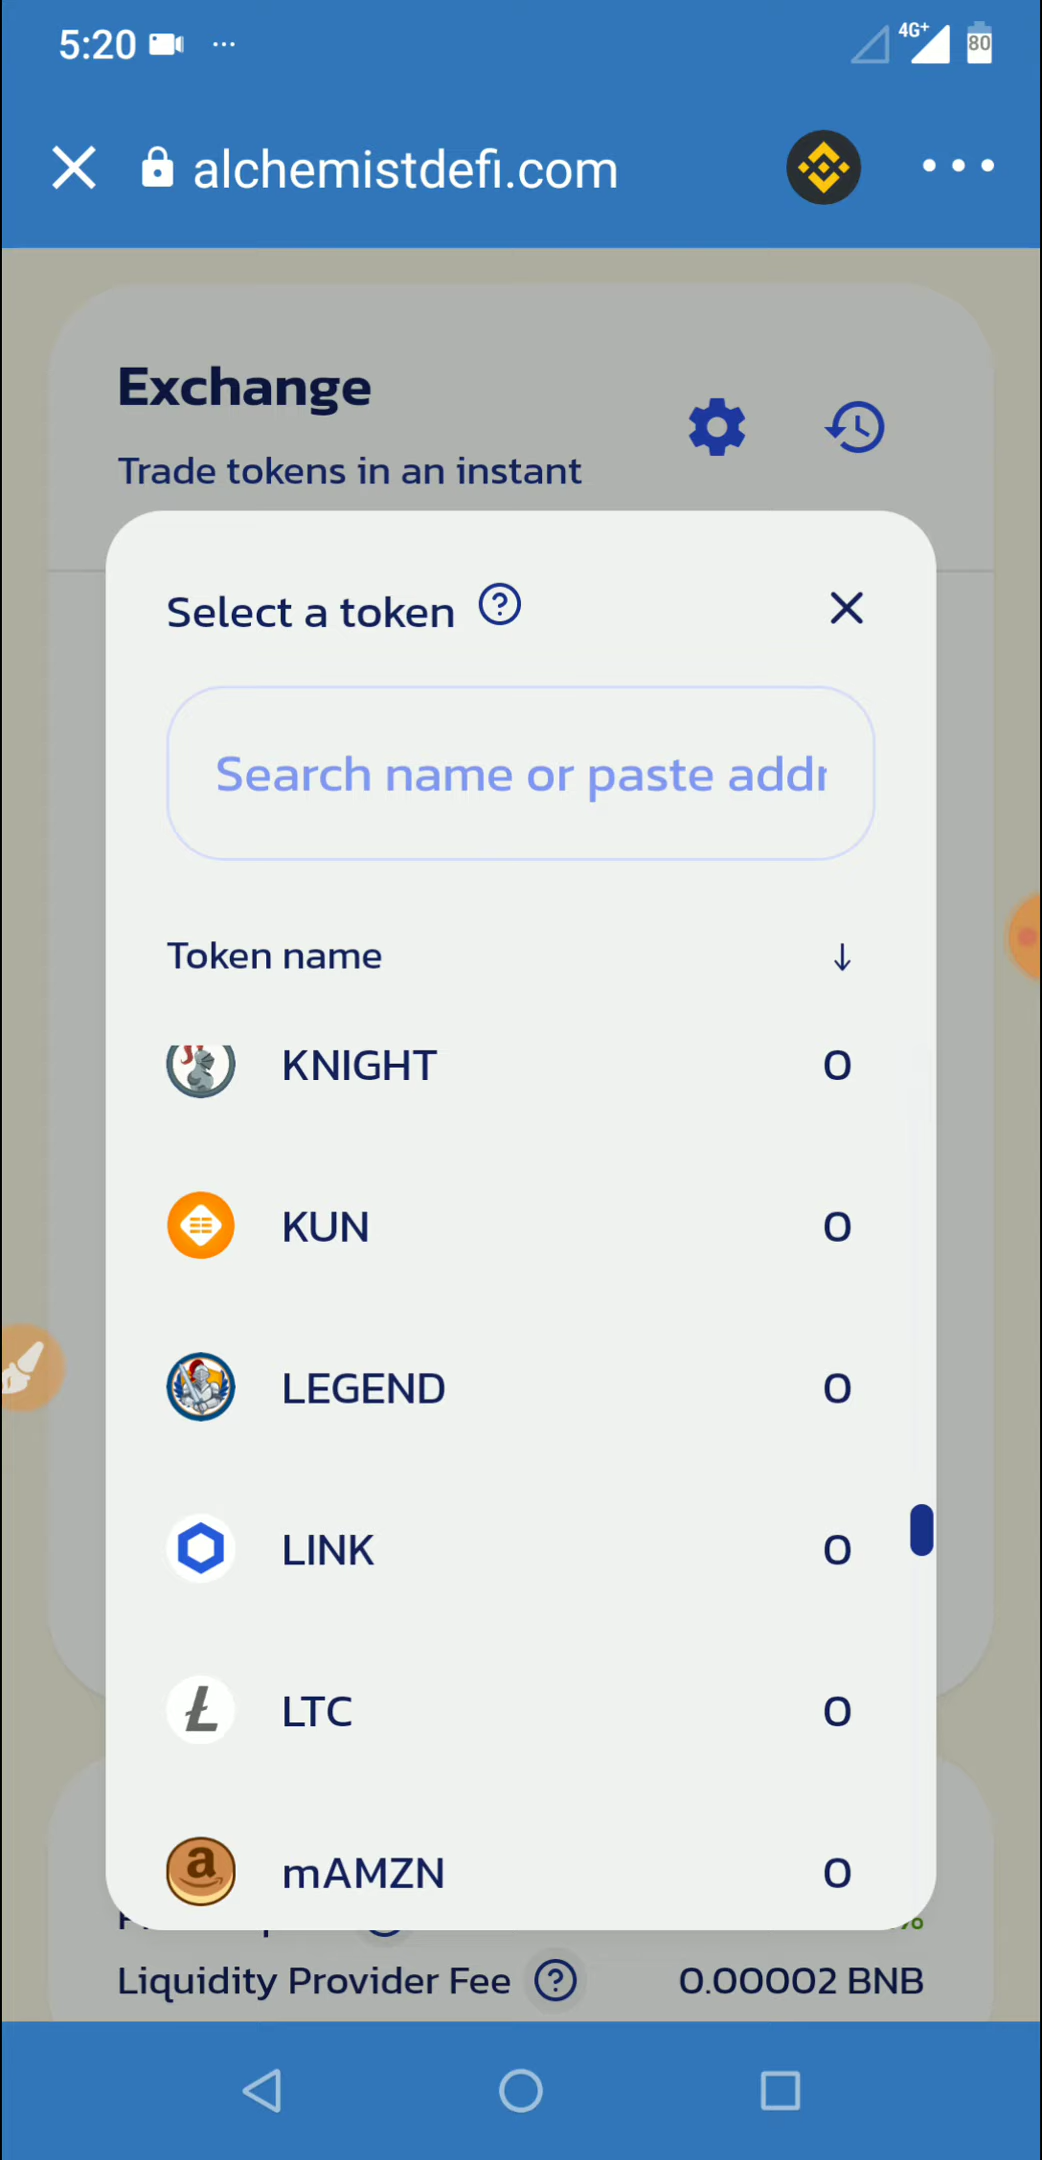 5:20
4G+
80
alchemistdefi.com
Exchange
Trade tokens in an instant
Select a token
Search name or paste addr
Token name
KNIGHT 0
KUN 0
LEGEND 0
LINK 0
LTC 0
mAMZN 0
Liquidity Provider Fee 0.00002 BNB